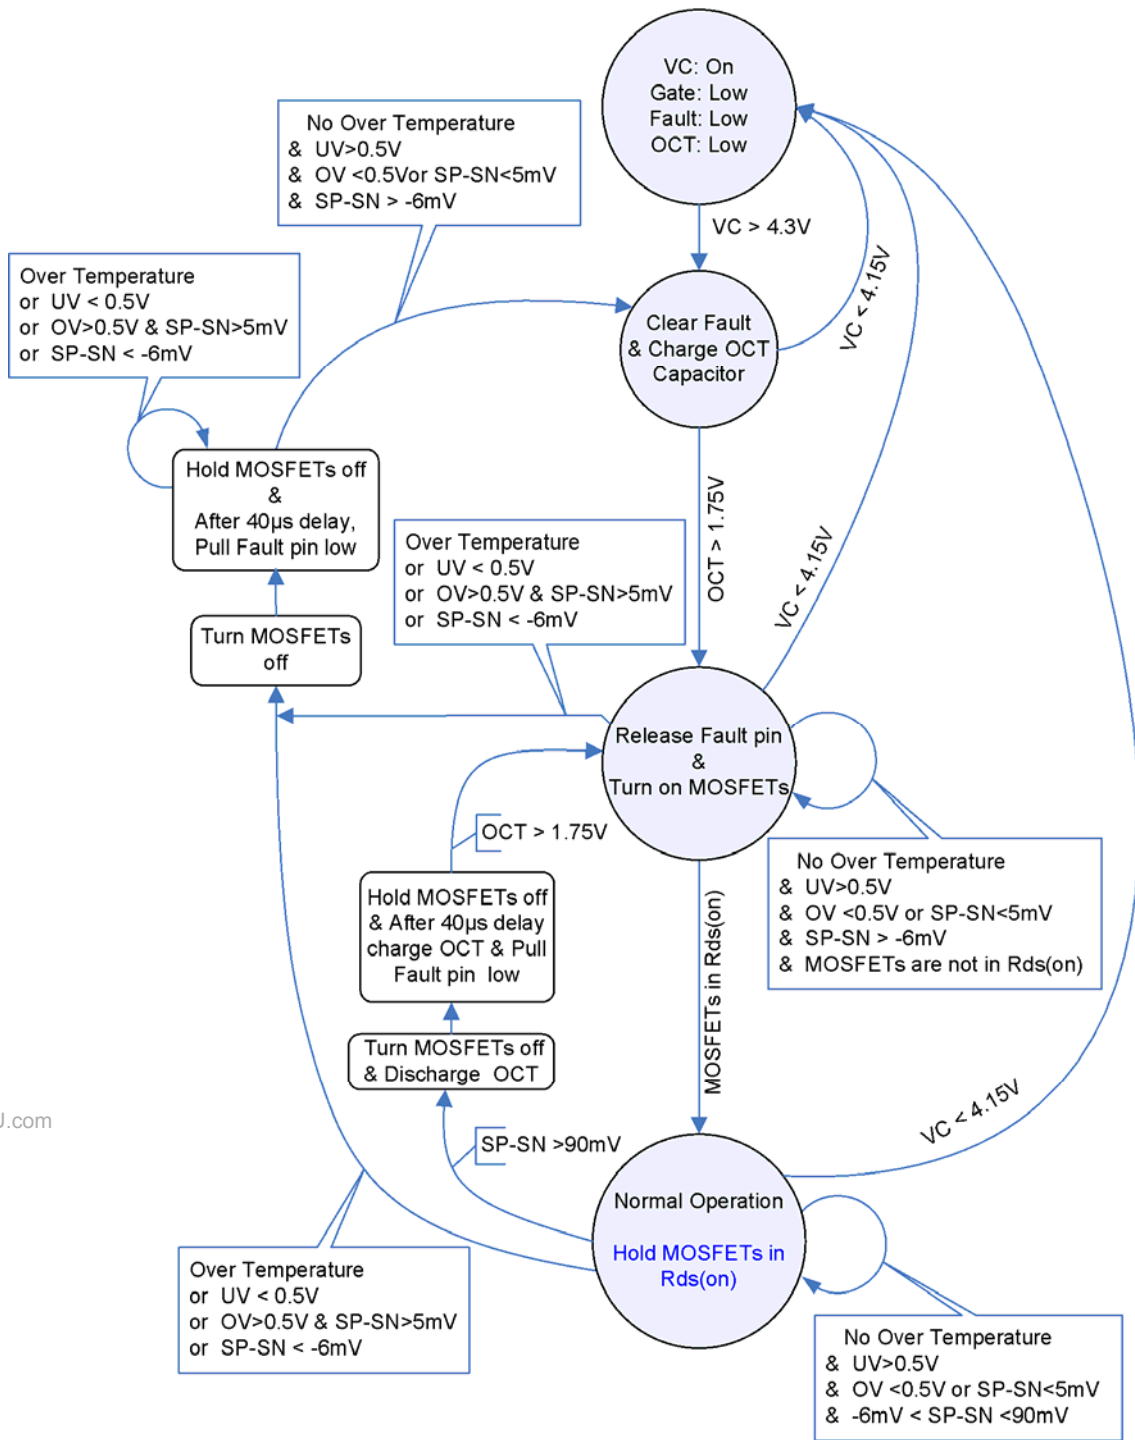 VC: On
Gate: Low
Fault: Low
OCT: Low
No Over Temperature
& UV>0.5V
& OV <0.5Vor SP-SN<5mV
& SP-SN > -6mV
VC > 4.3V
Over Temperature
or UV < 0.5V
or OV>0.5V & SP-SN>5mV
or SP-SN < -6mV
Clear Fault
& Charge OCT
Capacitor
VC < 4.15V
Hold MOSFETs off
&
After 40µs delay,
Pull Fault pin low
OCT > 1.75V
VC < 4.15V
Over Temperature
or UV < 0.5V
or OV>0.5V & SP-SN>5mV
or SP-SN < -6mV
Turn MOSFETs
off
Release Fault pin
&
Turn on MOSFETs
OCT > 1.75V
No Over Temperature
& UV>0.5V
& OV <0.5V or SP-SN<5mV
& SP-SN > -6mV
& MOSFETs are not in Rds(on)
Hold MOSFETs off
& After 40µs delay
charge OCT & Pull
Fault pin low
MOSFETs in Rds(on)
Turn MOSFETs off
& Discharge OCT
J.com
VC < 4.15V
SP-SN >90mV
Normal Operation
Hold MOSFETs in
Rds(on)
Over Temperature
or UV < 0.5V
or OV>0.5V & SP-SN>5mV
or SP-SN < -6mV
No Over Temperature
& UV>0.5V
& OV <0.5V or SP-SN<5mV
& -6mV < SP-SN <90mV